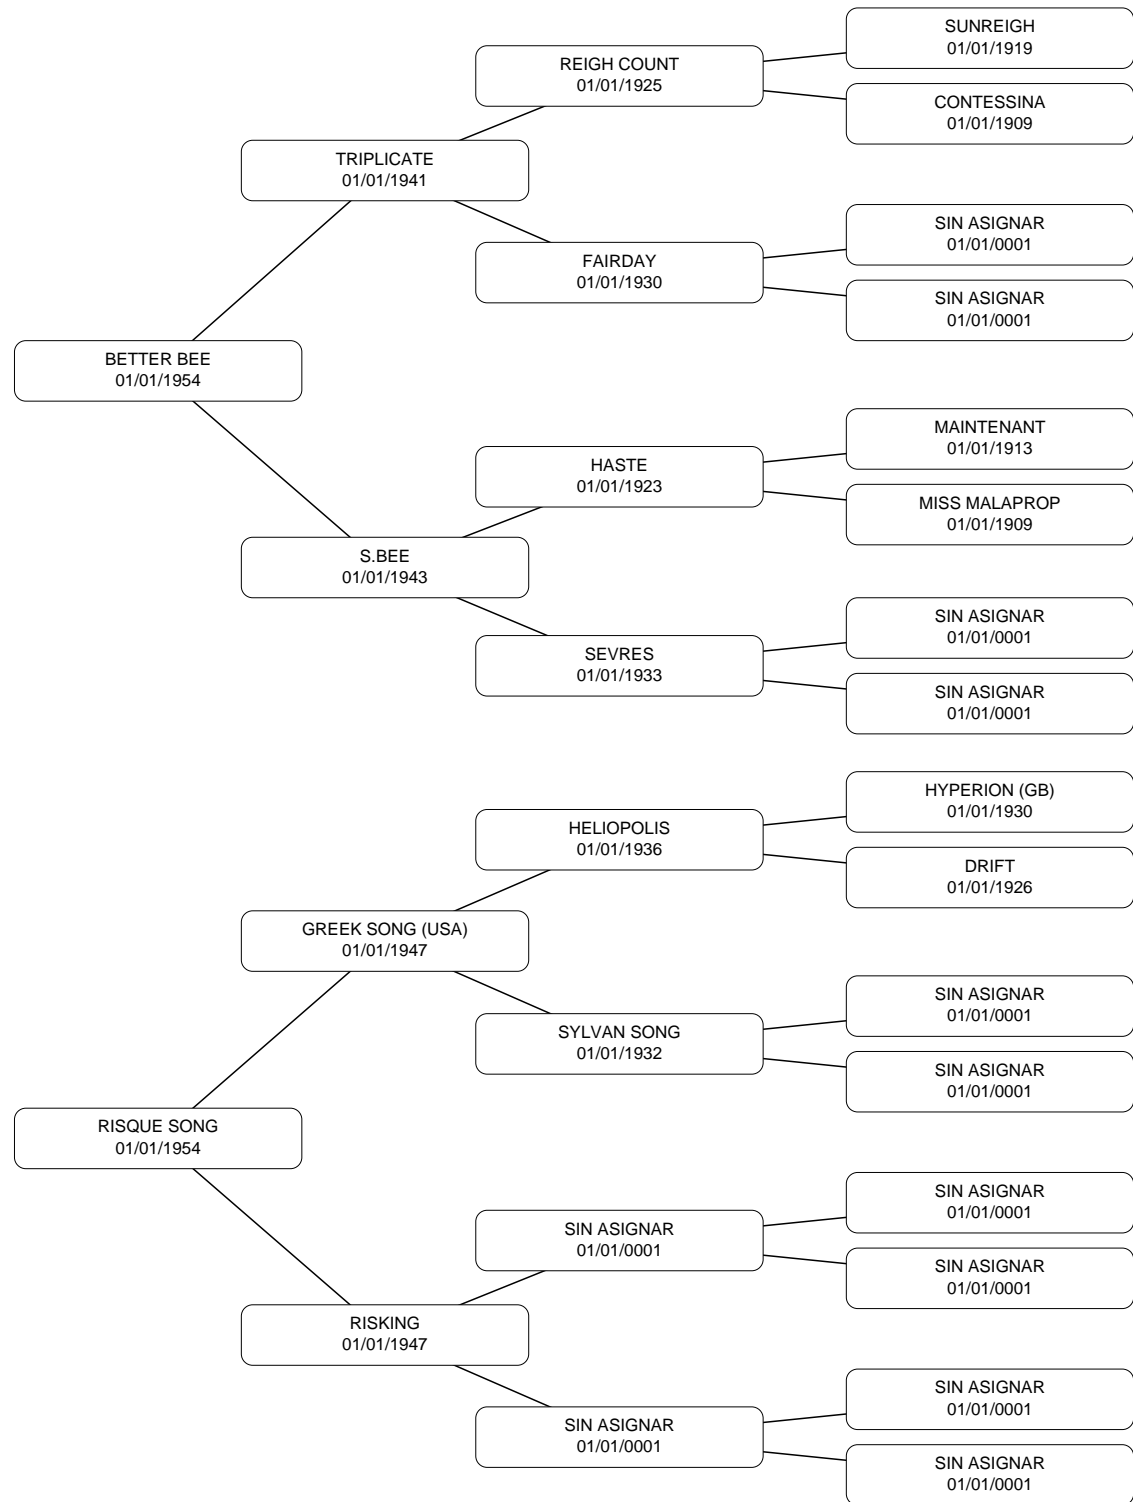 SUNREIGH
01/01/1919
REIGH COUNT
01/01/1925
CONTESSINA
01/01/1909
TRIPLICATE
01/01/1941
SIN ASIGNAR
01/01/0001
FAIRDAY
01/01/1930
SIN ASIGNAR
01/01/0001
BETTER BEE
01/01/1954
MAINTENANT
01/01/1913
HASTE
01/01/1923
MISS MALAPROP
01/01/1909
S.BEE
01/01/1943
SIN ASIGNAR
01/01/0001
SEVRES
01/01/1933
SIN ASIGNAR
01/01/0001
HYPERION (GB)
01/01/1930
HELIOPOLIS
01/01/1936
DRIFT
01/01/1926
GREEK SONG (USA)
01/01/1947
SIN ASIGNAR
01/01/0001
SYLVAN SONG
01/01/1932
SIN ASIGNAR
01/01/0001
RISQUE SONG
01/01/1954
SIN ASIGNAR
01/01/0001
SIN ASIGNAR
01/01/0001
SIN ASIGNAR
01/01/0001
RISKING
01/01/1947
SIN ASIGNAR
01/01/0001
SIN ASIGNAR
01/01/0001
SIN ASIGNAR
01/01/0001